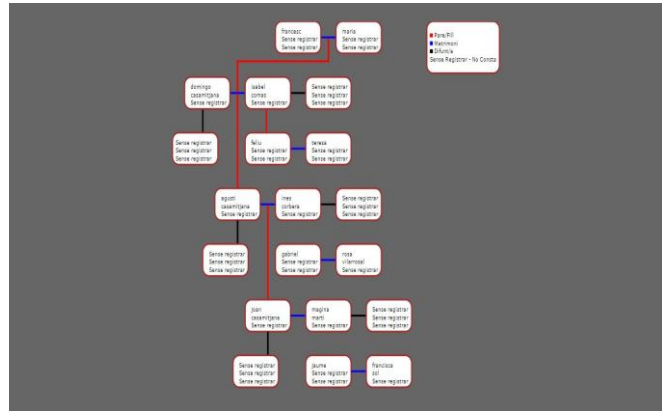 francesc
Sense registrar
Sense registrar
maria
Sense registrar
Sense registrar
Pare/Fill
Matrimoni
Difunt/a
Sense Registrar - No Consta
domingo
casamitjana
Sense registrar
isabel
comas
Sense registrar
Sense registrar
Sense registrar
Sense registrar
Sense registrar
Sense registrar
Sense registrar
feliu
Sense registrar
Sense registrar
teresa
Sense registrar
Sense registrar
agusti
casamitjana
Sense registrar
ines
corbera
Sense registrar
Sense registrar
Sense registrar
Sense registrar
Sense registrar
Sense registrar
Sense registrar
gabriel
Sense registrar
Sense registrar
rosa
vilarrosal
Sense registrar
joan
casamitjana
Sense registrar
magina
marti
Sense registrar
Sense registrar
Sense registrar
Sense registrar
Sense registrar
Sense registrar
Sense registrar
jaume
Sense registrar
Sense registrar
francisca
sol
Sense registrar